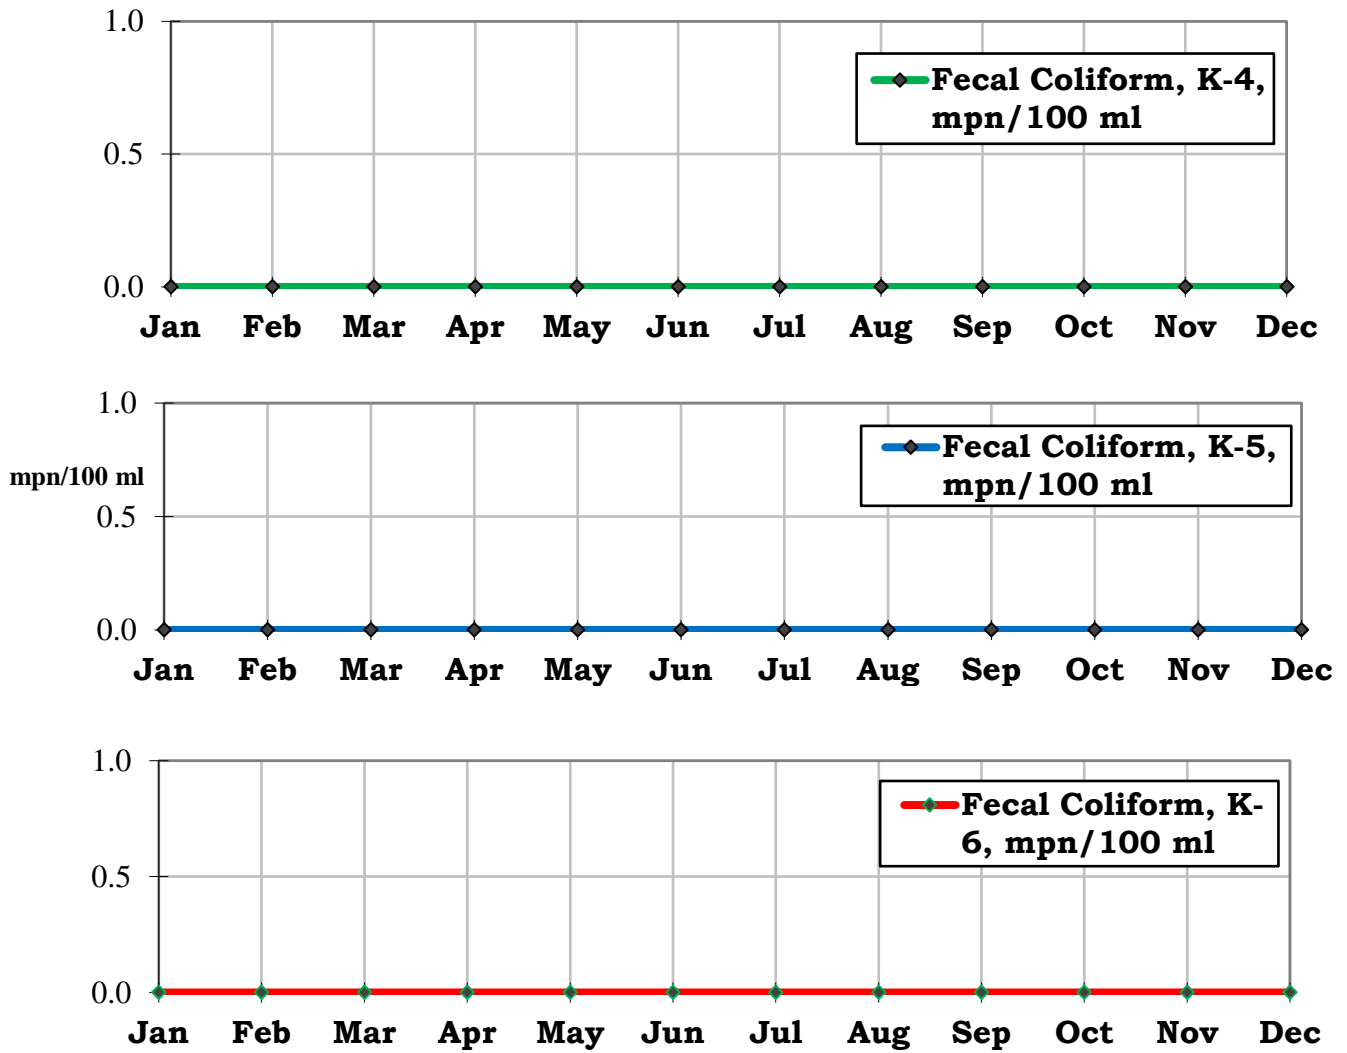 1.0
Fecal Coliform, K-4,
mpn/100 ml
0.5
0.0
Jan Feb Mar Apr May Jun Jul Aug Sep Oct Nov Dec
1.0
Fecal Coliform, K-5,
mpn/100 ml
mpn/100 ml
0.5
0.0
Jan Feb Mar Apr May Jun Jul Aug Sep Oct Nov Dec
1.0
Fecal Coliform, K-
6, mpn/100 ml
0.5
0.0
Jan Feb Mar Apr May Jun Jul Aug Sep Oct Nov Dec